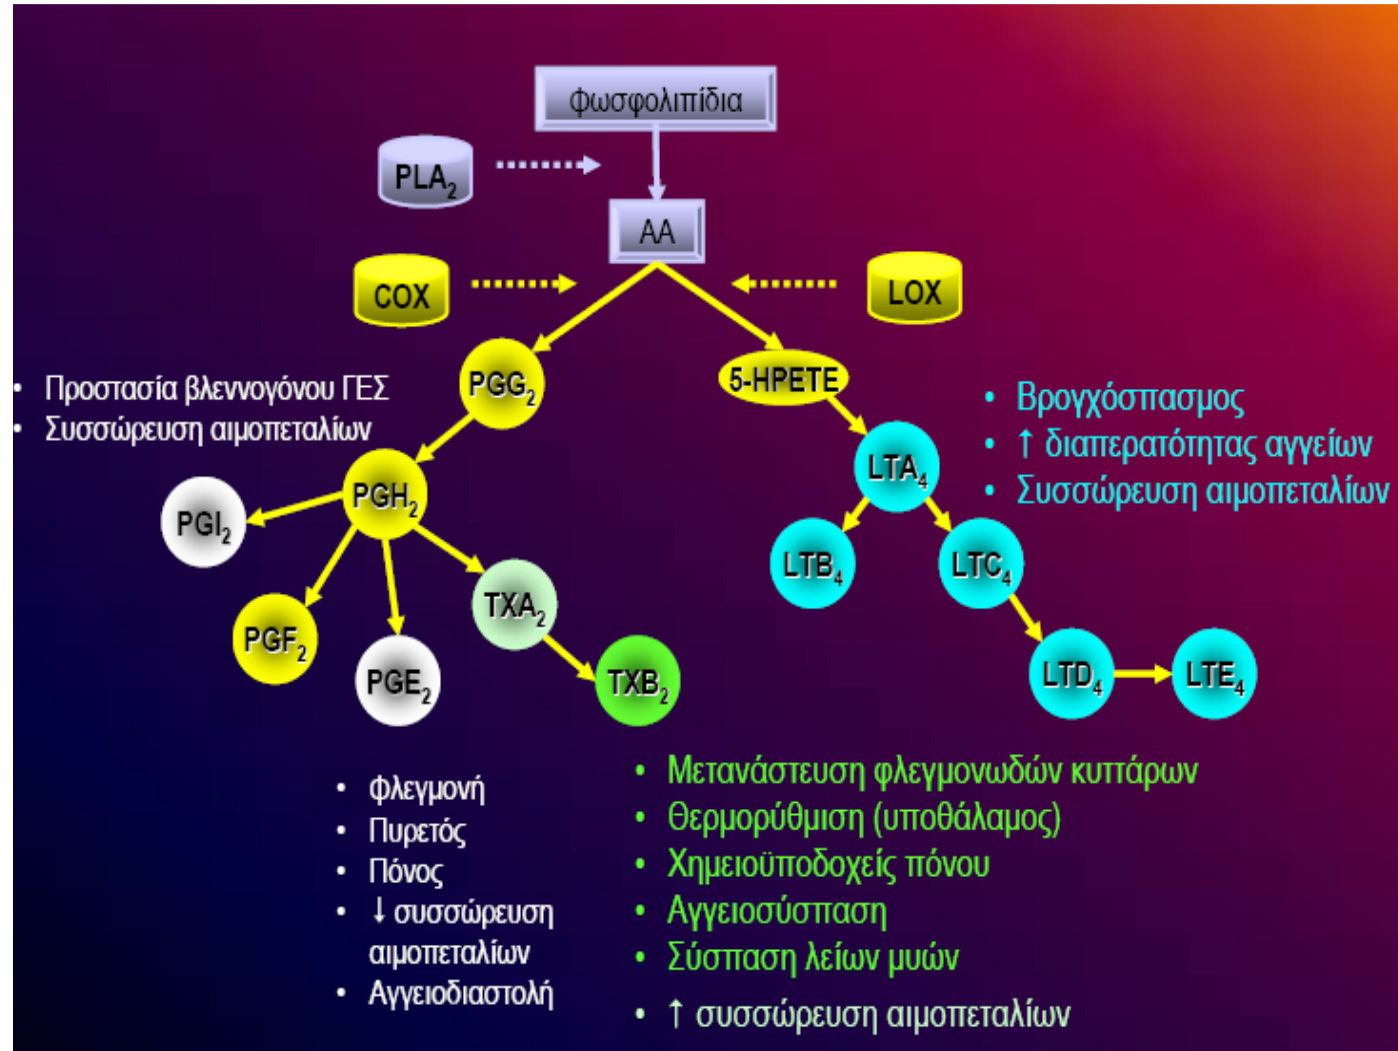 Φωσφολιπίδια
PLA2
AA
COX
LOX
PGG2
5-HPETE
• Προστασία βλεννογόνου ΓΕΣ
• Συσσώρευση αιμοπεταλίων
• Βρογχόσπασμος
• ↑ διαπερατότητας αγγείων
• Συσσώρευση αιμοπεταλίων
PGH2
LTA4
PGI2
LTB4
LTC4
TXA2
PGF2
PGE2
TXB2
LTD4
LTE4
• Φλεγμονή
• Πυρετός
• Πόνος
• ↓ συσσώρευση
αιμοπεταλίων
• Αγγειοδιαστολή
• Μετανάστευση φλεγμονωδών κυττάρων
• Θερμορύθμιση (υποθάλαμος)
• Χημειοϋποδοχείς πόνου
• Αγγειοσύσπαση
• Σύσπαση λείων μυών
• ↑ συσσώρευση αιμοπεταλίων